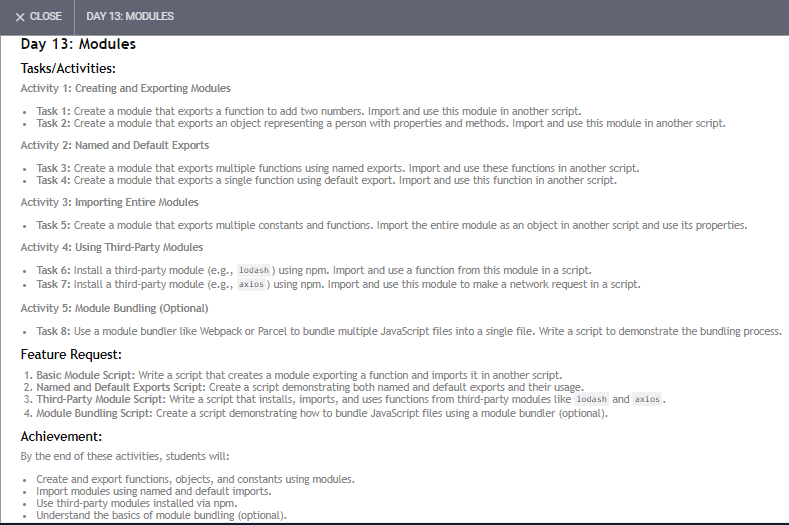 CLOSE
DAY 13: MODULES
Day 13: Modules
Tasks/Activities:
Activity 1: Creating and Exporting Modules
• Task 1: Create a module that exports a function to add two numbers. Import and use this module in another script.
• Task 2: Create a module that exports an object representing a person with properties and methods. Import and use this module in another script.
Activity 2: Named and Default Exports
• Task 3: Create a module that exports multiple functions using named exports. Import and use these functions in another script.
• Task 4: Create a module that exports a single function using default export. Import and use this function in another script.
Activity 3: Importing Entire Modules
• Task 5: Create a module that exports multiple constants and functions. Import the entire module as an object in another script and use its properties.
Activity 4: Using Third-Party Modules
• Task 6: Install a third-party module (e.g., lodash) using npm. Import and use a function from this module in a script.
• Task 7: Install a third-party module (e.g., axios) using npm. Import and use this module to make a network request in a script.
Activity 5: Module Bundling (Optional)
• Task 8: Use a module bundler like Webpack or Parcel to bundle multiple JavaScript files into a single file. Write a script to demonstrate the bundling process.
Feature Request:
1. Basic Module Script: Write a script that creates a module exporting a function and imports it in another script.
2. Named and Default Exports Script: Create a script demonstrating both named and default exports and their usage.
3. Third-Party Module Script: Write a script that installs, imports, and uses functions from third-party modules like lodash and axios.
4. Module Bundling Script: Create a script demonstrating how to bundle JavaScript files using a module bundler (optional).
Achievement:
By the end of these activities, students will:
• Create and export functions, objects, and constants using modules.
• Import modules using named and default imports.
• Use third-party modules installed via npm.
• Understand the basics of module bundling (optional).